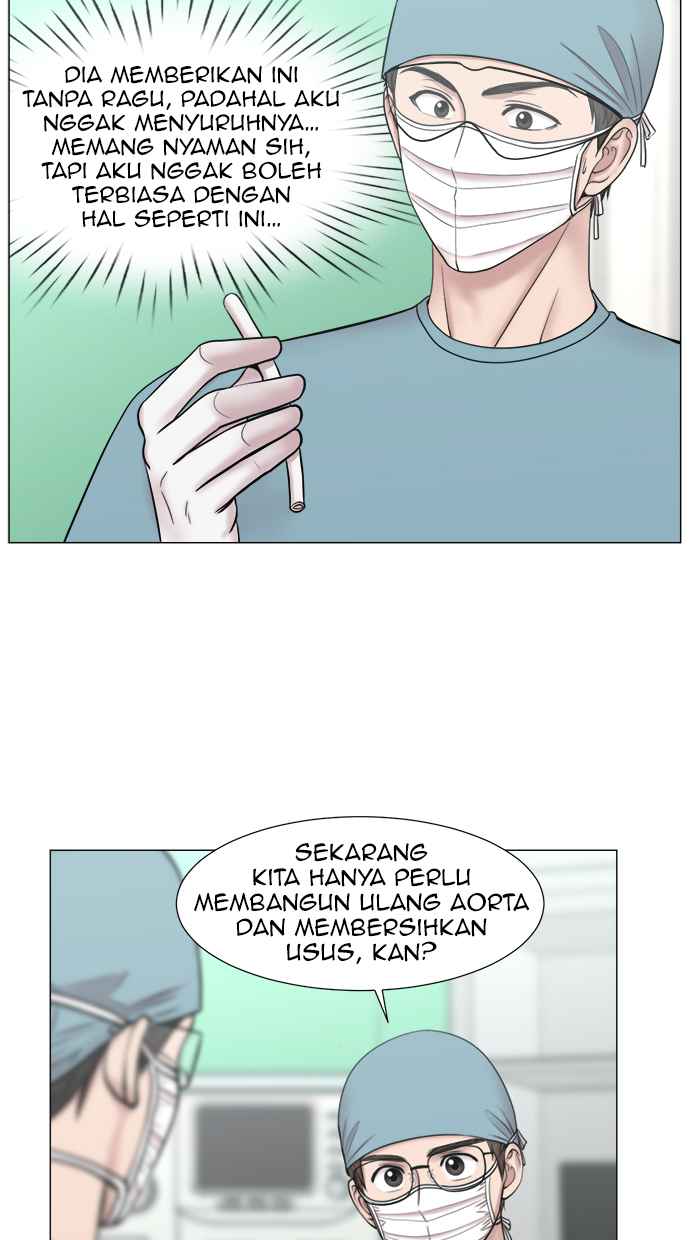 DIA MEMBERIKAN INI
TANPA RAGU, PADAHAL AKU
NGGAK MENYURUHNYA...
MEMANG NYAMAN SIH,
TAPI AKU NGGAK BOLEH
TERBIASA DENGAN
HAL SEPERTI INI...
SEKARANG
KITA HANYA PERLU
MEMBANGUN ULANG AORTA
DAN MEMBERSIHKAN
USUS, KAN?